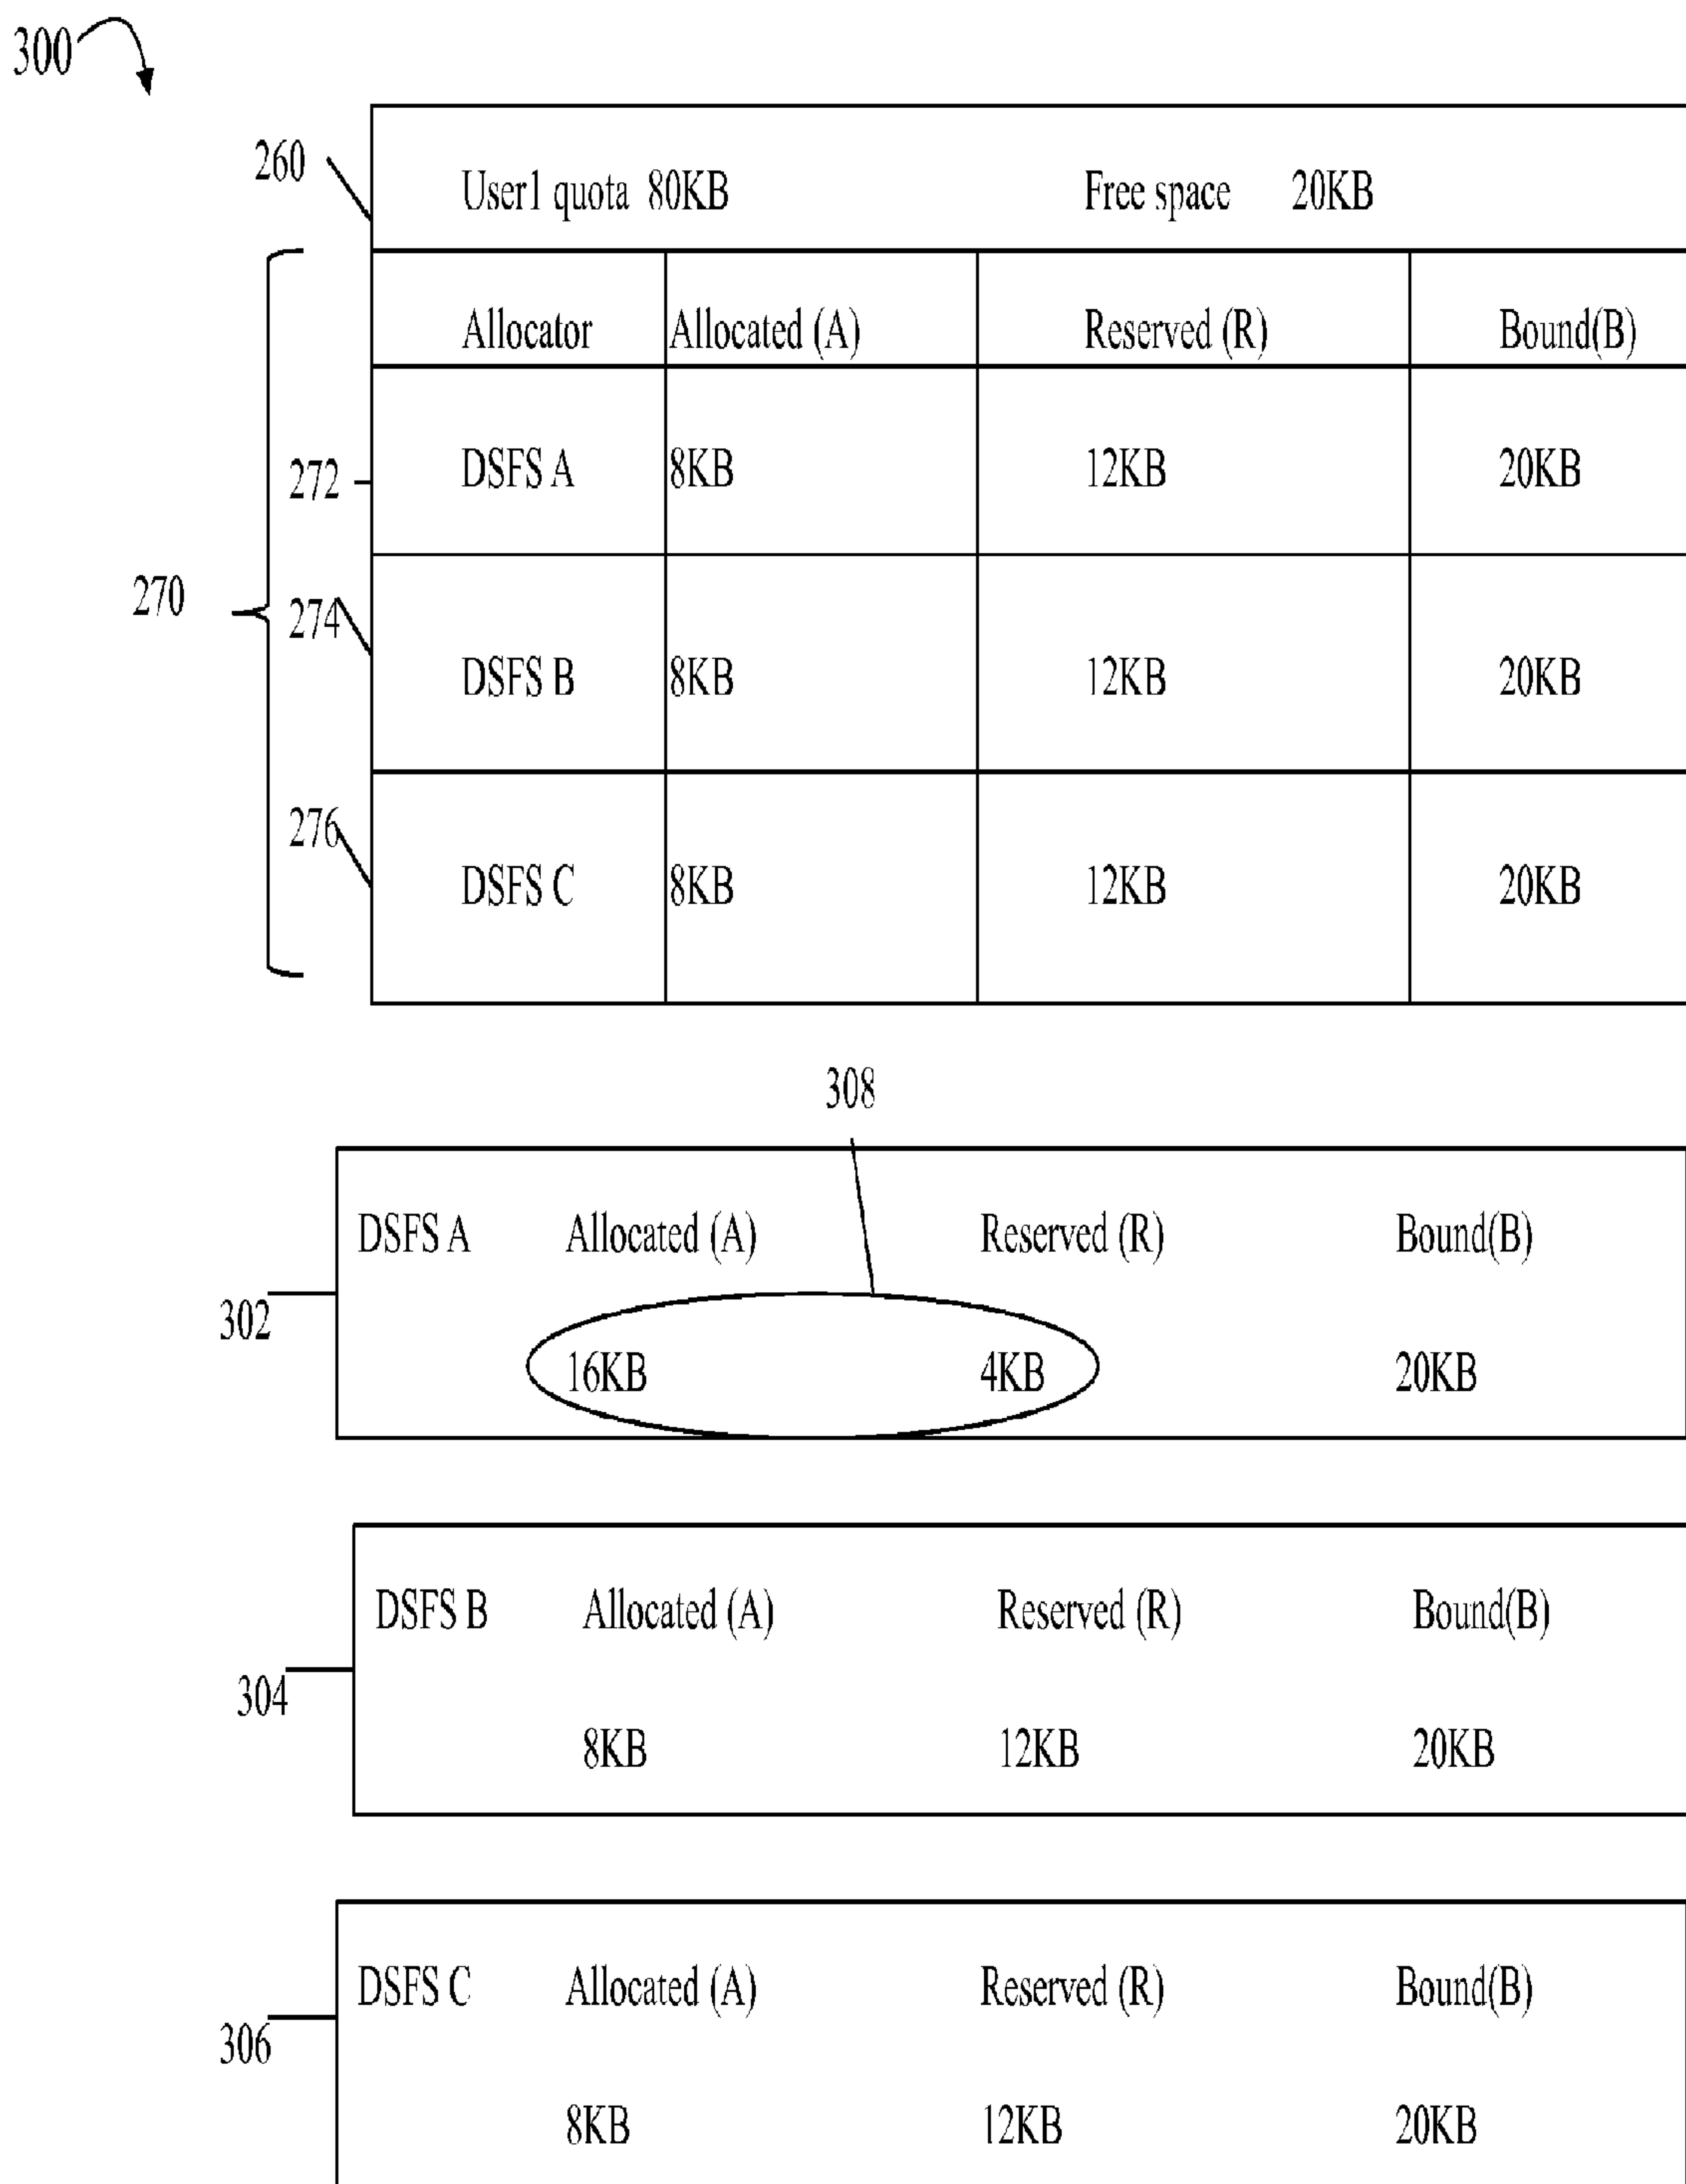 300
260
User1 quota 80KB Free space 20KB
Allocator Allocated (A) Reserved (R) Bound(B)
272 DSFS A 8KB 12KB 20KB
270
274 DSFS B 8KB 12KB 20KB
276 DSFS C 8KB 12KB 20KB
308
DSFS A Allocated (A) Reserved (R) Bound(B)
302
16KB 4KB 20KB
DSFS B Allocated (A) Reserved (R) Bound(B)
304
8KB 12KB 20KB
DSFS C Allocated (A) Reserved (R) Bound(B)
306
8KB 12KB 20KB